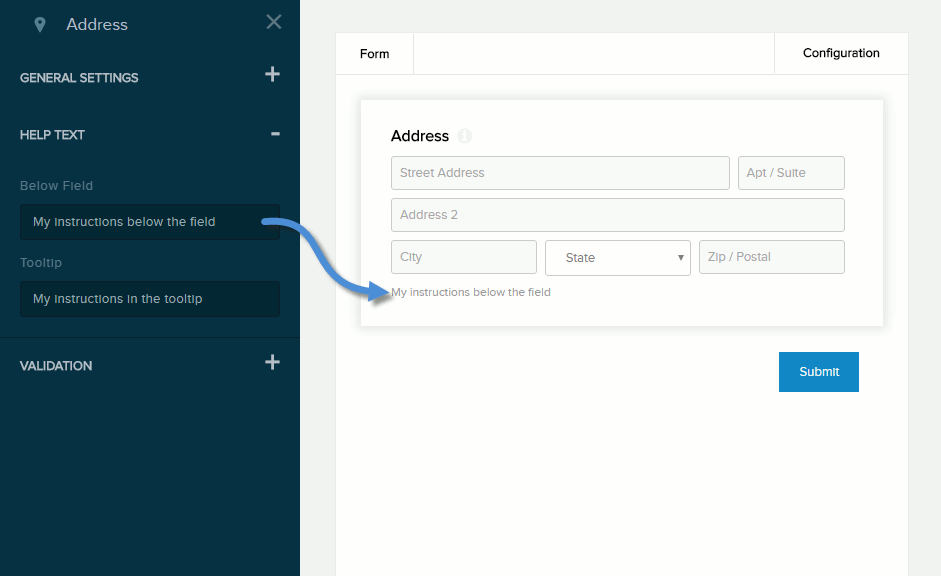 Address
GENERAL SETTINGS
HELP TEXT
Below Field
My instructions below the field
Tooltip
My instructions in the tooltip
VALIDATION
Form
Configuration
Address
Street Address
Apt / Suite
Address 2
City
State
Zip / Postal
My instructions below the field
Submit